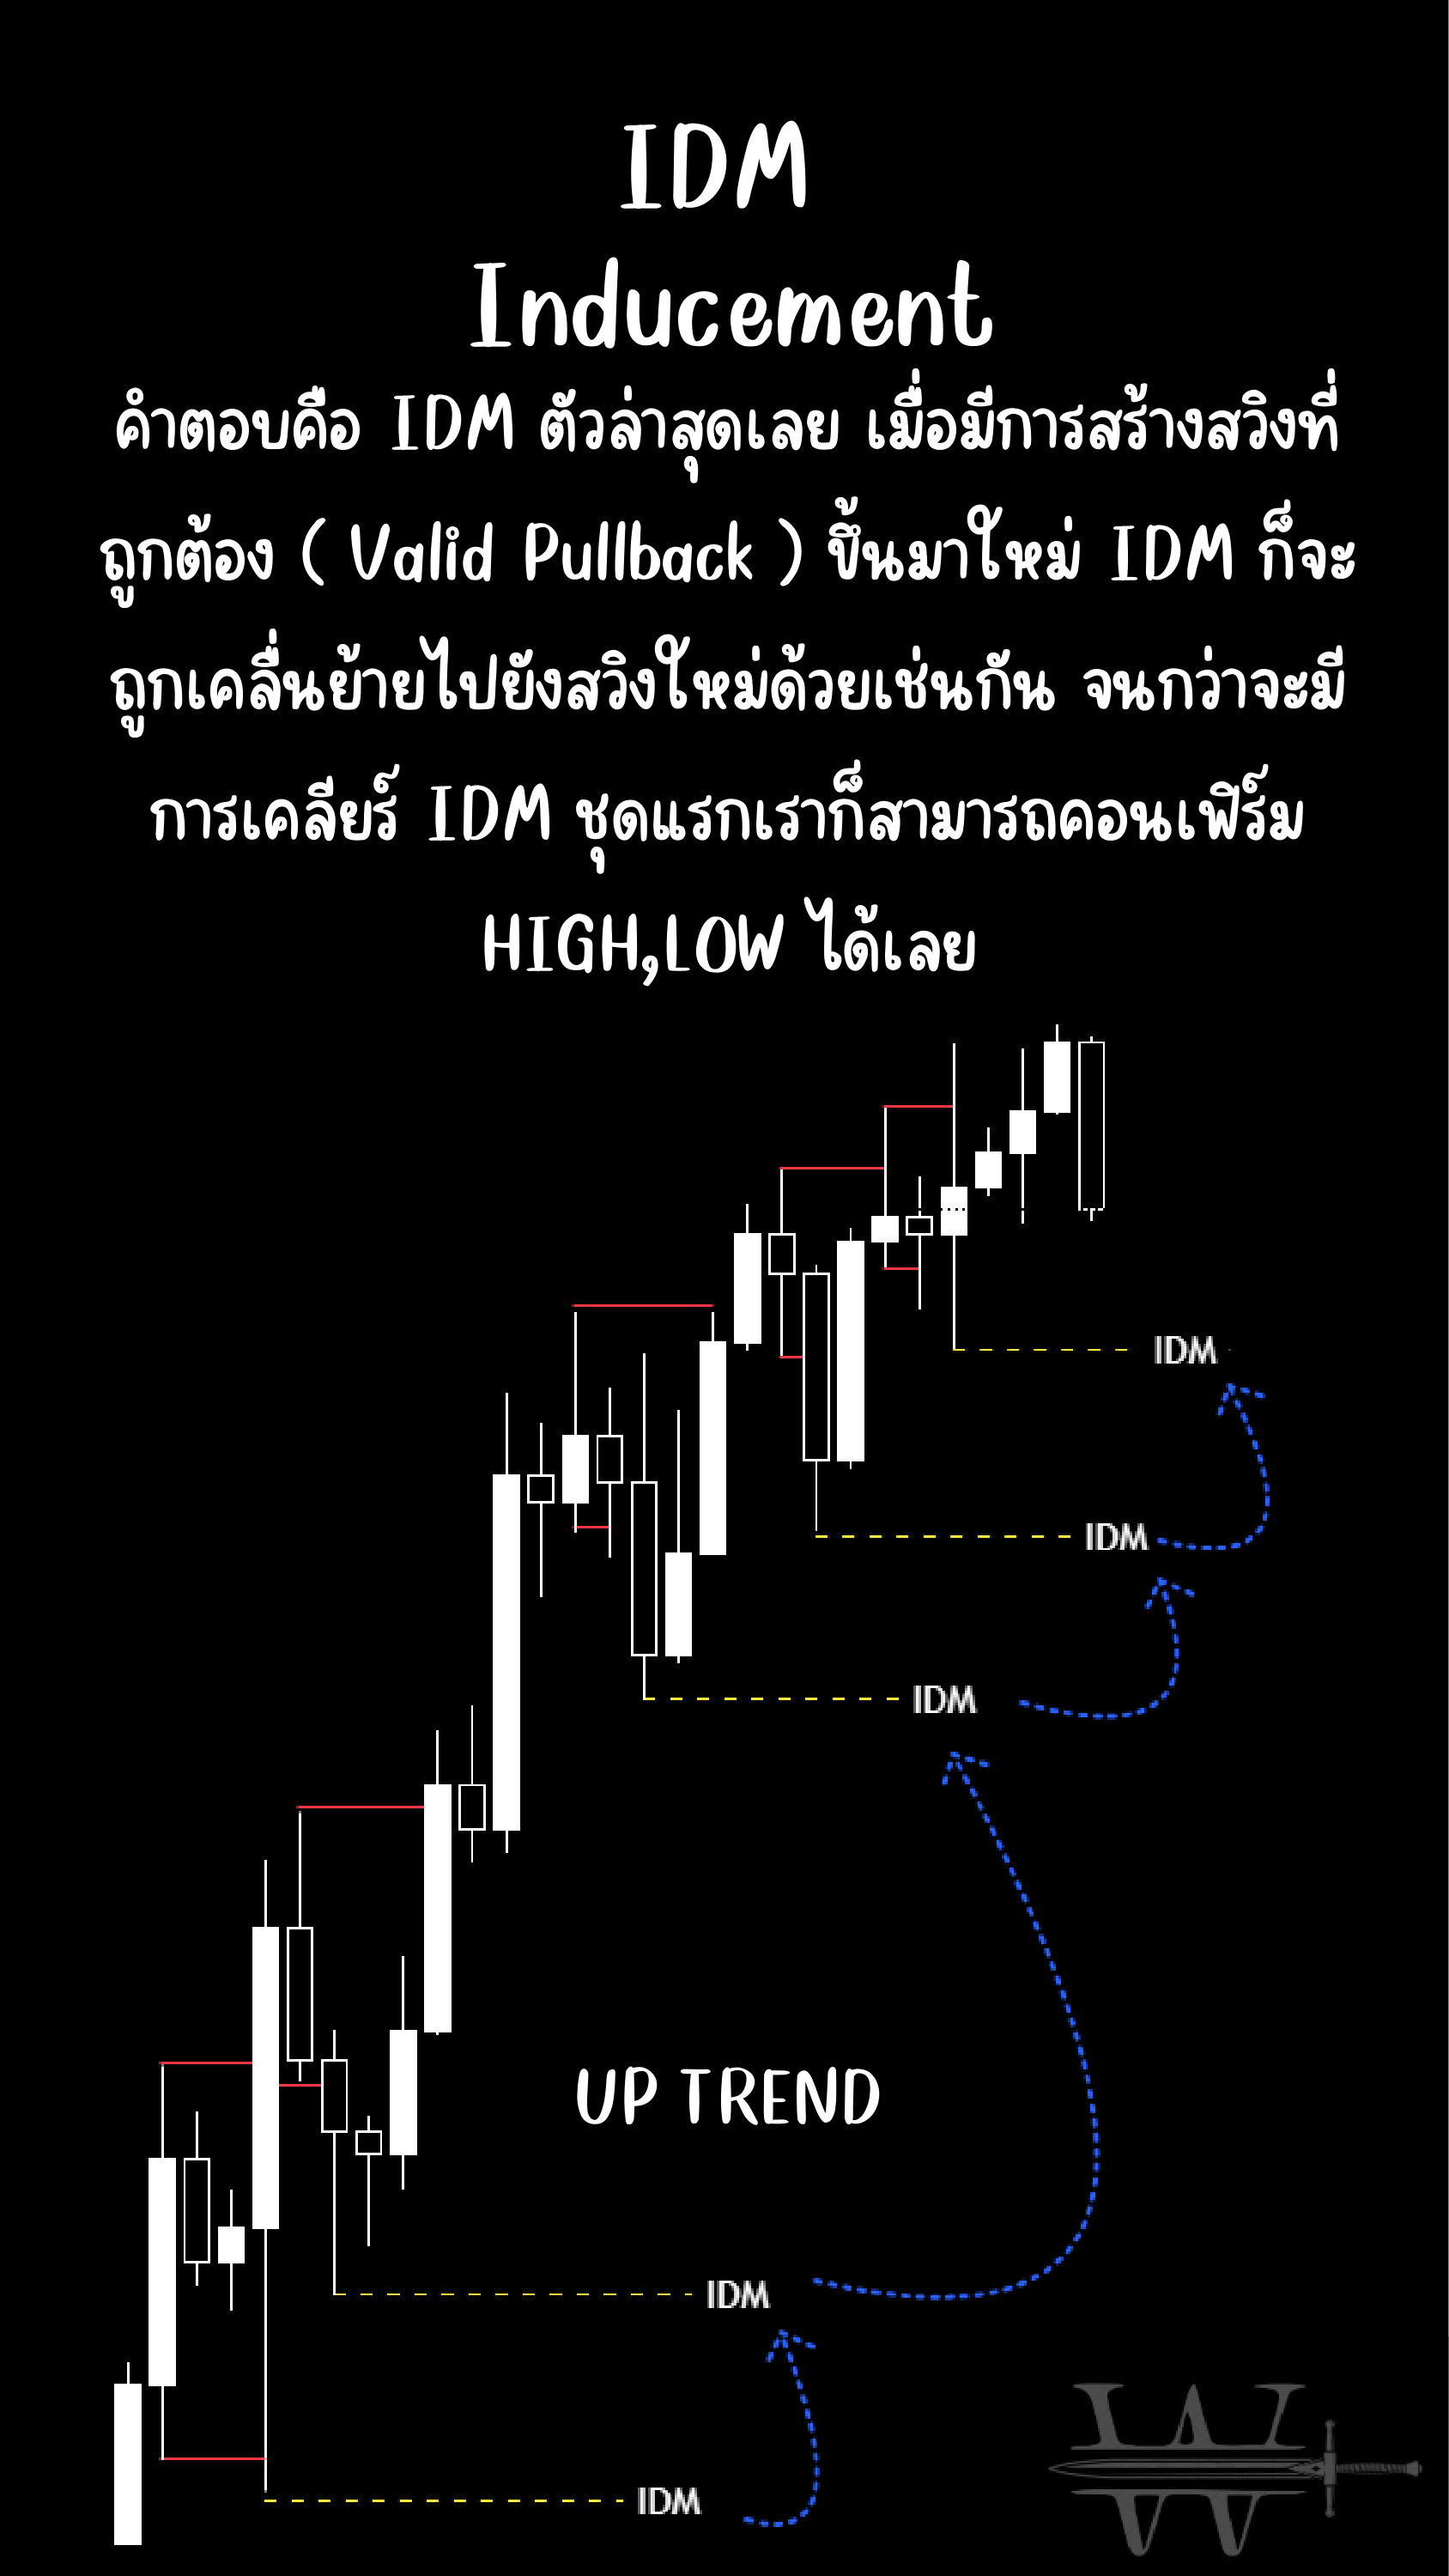 IDM
Inducement
คำตอบคือ IDM ตัวล่าสุดเลย เมื่อมีการสร้างสวิงที่
ถูกต้อง ( Valid Pullback ) ขึ้นมาใหม่ IDM ก็จะ
ถูกเคลื่นย้ายไปยังสวิงใหม่ด้วยเช่นกัน จนกว่าจะมี
การเคลียร์ IDM ชุดแรกเราก็สามารถคอนเฟิร์ม
HIGH,LOW ได้เลย
IDM
IDM
IDM
UP TREND
IDM
IDM
W